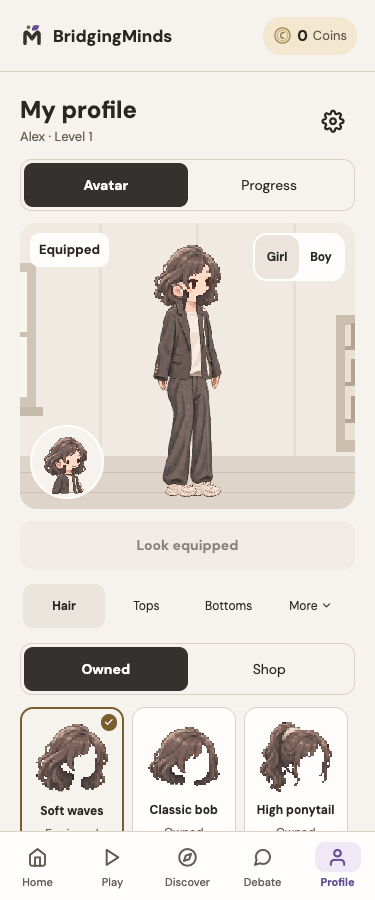 BridgingMinds
0 Coins
My profile
Alex · Level 1
Avatar
Progress
Equipped
Girl
Boy
Look equipped
Hair
Tops
Bottoms
More
Owned
Shop
Soft waves
Classic bob
High ponytail
Home
Play
Discover
Debate
Profile